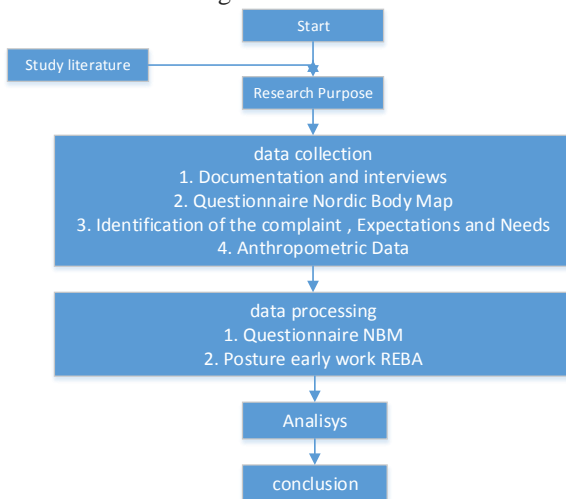 Start
Study literature
Research Purpose
data collection
1. Documentation and interviews
2. Questionnaire Nordic Body Map
3. Identification of the complaint , Expectations and Needs
4. Anthropometric Data
data processing
1. Questionnaire NBM
2. Posture early work REBA
Analisys
conclusion